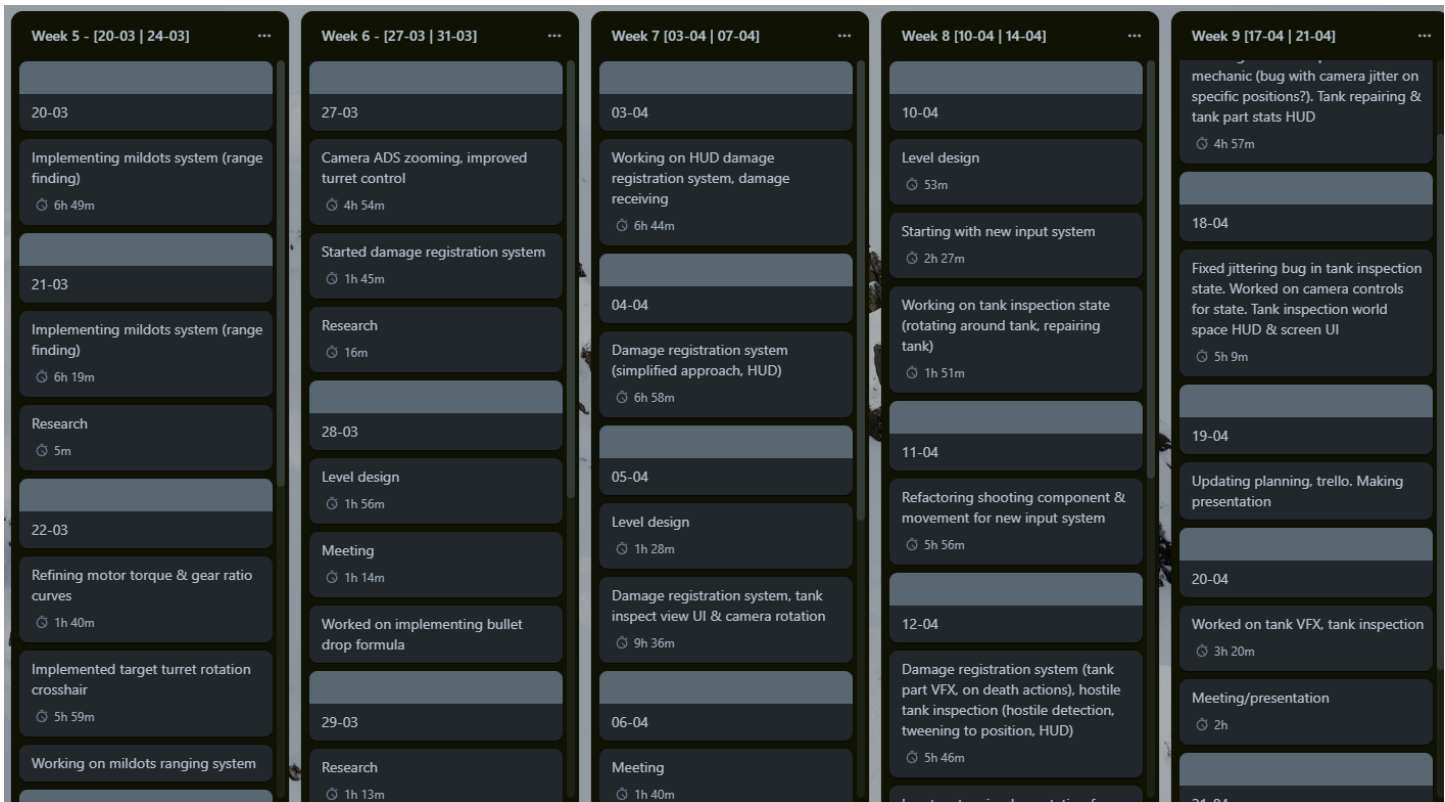 Week 5 - [20-03 | 24-03]
20-03
Implementing mildots system (range
finding)
6h 49m
21-03
Implementing mildots system (range
finding)
6h 19m
Research
5m
22-03
Refining motor torque & gear ratio
curves
1h 40m
Implemented target turret rotation
crosshair
5h 59m
Working on mildots ranging system
Week 6 - [27-03 | 31-03]
27-03
Camera ADS zooming, improved
turret control
4h 54m
Started damage registration system
1h 45m
Research
16m
28-03
Level design
1h 56m
Meeting
1h 14m
Worked on implementing bullet
drop formula
29-03
Research
1h 13m
Week 7 [03-04 | 07-04]
03-04
Working on HUD damage
registration system, damage
receiving
6h 44m
04-04
Damage registration system
(simplified approach, HUD)
6h 58m
05-04
Level design
1h 28m
Damage registration system, tank
inspect view UI & camera rotation
9h 36m
06-04
Meeting
1h 40m
Week 8 [10-04 | 14-04]
10-04
Level design
53m
Starting with new input system
2h 27m
Working on tank inspection state
(rotating around tank, repairing
tank)
1h 51m
11-04
Refactoring shooting component &
movement for new input system
5h 56m
12-04
Damage registration system (tank
part VFX, on death actions), hostile
tank inspection (hostile detection,
tweening to position, HUD)
5h 46m
Week 9 [17-04 | 21-04]
mechanic (bug with camera jitter on
specific positions?). Tank repairing &
tank part stats HUD
4h 57m
18-04
Fixed jittering bug in tank inspection
state. Worked on camera controls
for state. Tank inspection world
space HUD & screen UI
5h 9m
19-04
Updating planning, trello. Making
presentation
20-04
Worked on tank VFX, tank inspection
3h 20m
Meeting/presentation
2h
21-04